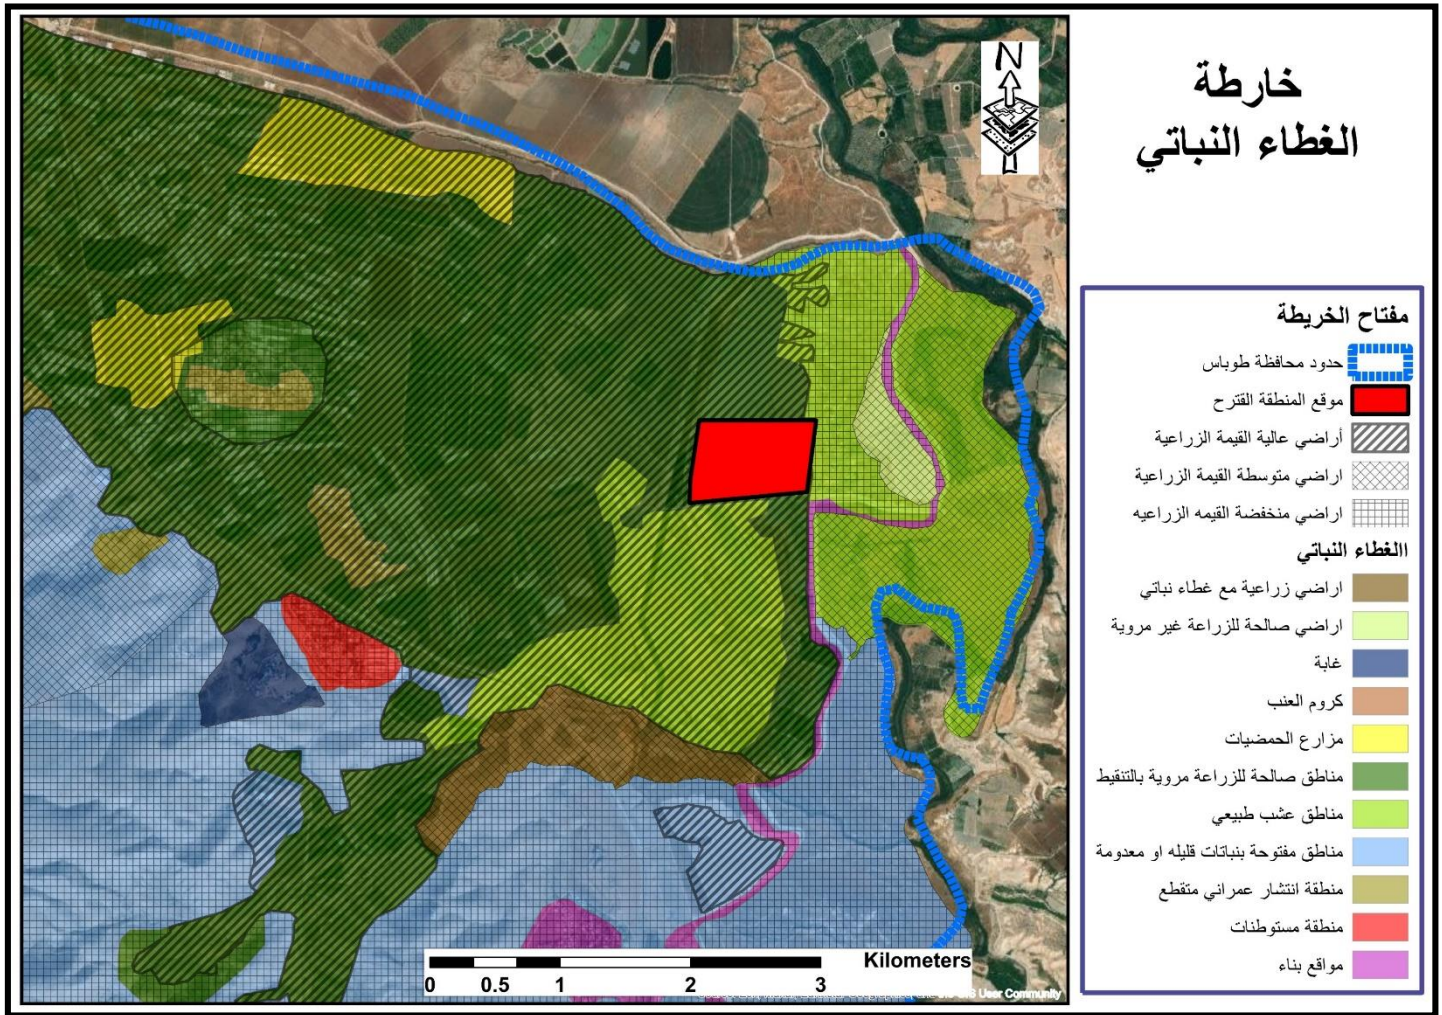 خارطة
الغطاء النباتي
N
مفتاح الخريطة
حدود محافظة طوباس
موقع المنطقة القترح
أراضي عالية القيمة الزراعية
اراضي متوسطة القيمة الزراعية
اراضي منخفضة القيمه الزراعيه
االغطاء النباتي
اراضي زراعية مع غطاء نباتي
اراضي صالحة للزراعة غير مروية
غابة
كروم العنب
مزارع الحمضيات
مناطق صالحة للزراعة مروية بالتنقيط
مناطق عشب طبيعي
مناطق مفتوحة بنباتات قليله او معدومة
منطقة انتشار عمراني متقطع
منطقة مستوطنات
مواقع بناء
Kilometers
0 0.5 1 2 3
User Community